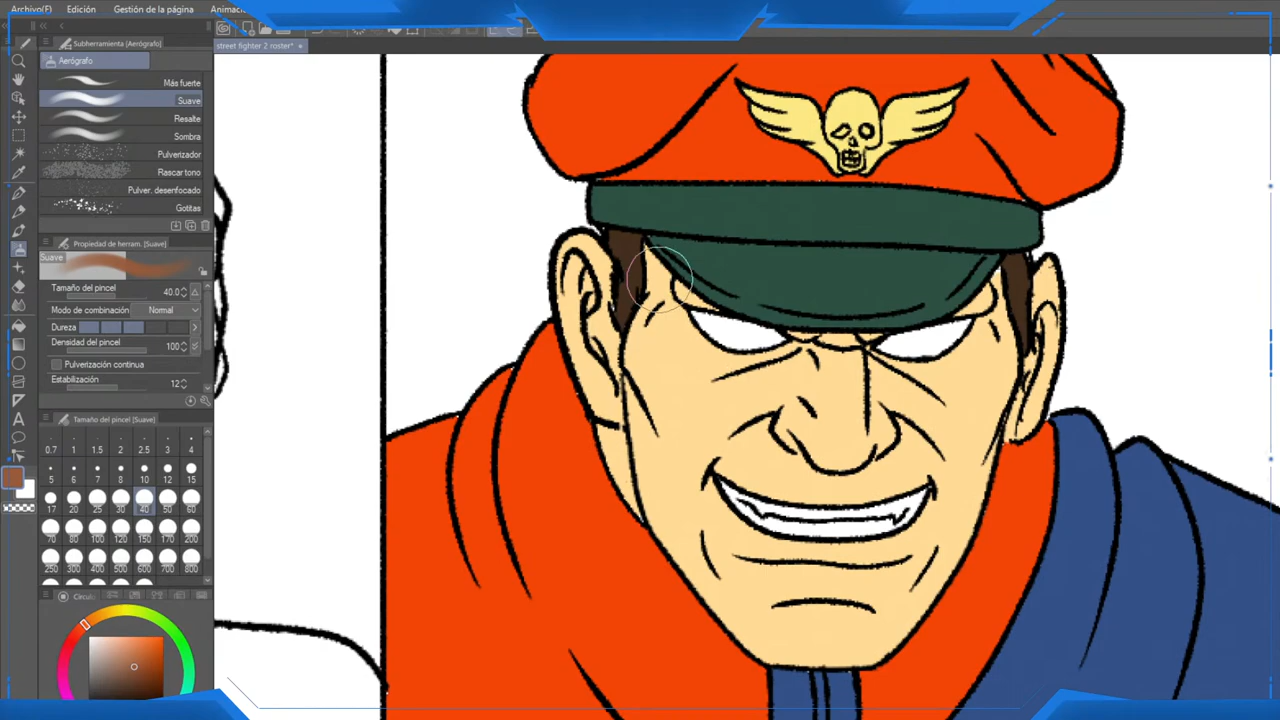 Archivo(F) Edición Gestión de la página Animació
Subherramienta [Aerógrafo]
street fighter 2 roster*
Aerógrafo
Más fuerte
Suave
Resalte
Sombra
Pulverizador
Rascar tono
Pulver. desenfocado
Gotitas
Propiedad de herram. [Suave]
Suave
Tamaño del pincel 40.0
Modo de combinación Normal
Dureza
Densidad del pincel 100
Pulverización continua
Estabilización 12
Tamaño del pincel [Suave]
0.7 1 1.5 2 2.5 3 4
5 6 7 8 10 12 15
17 20 25 30 40 50 60
70 80 100 120 150 170 200
250 300 400 500 600 700 800
Círculo
A